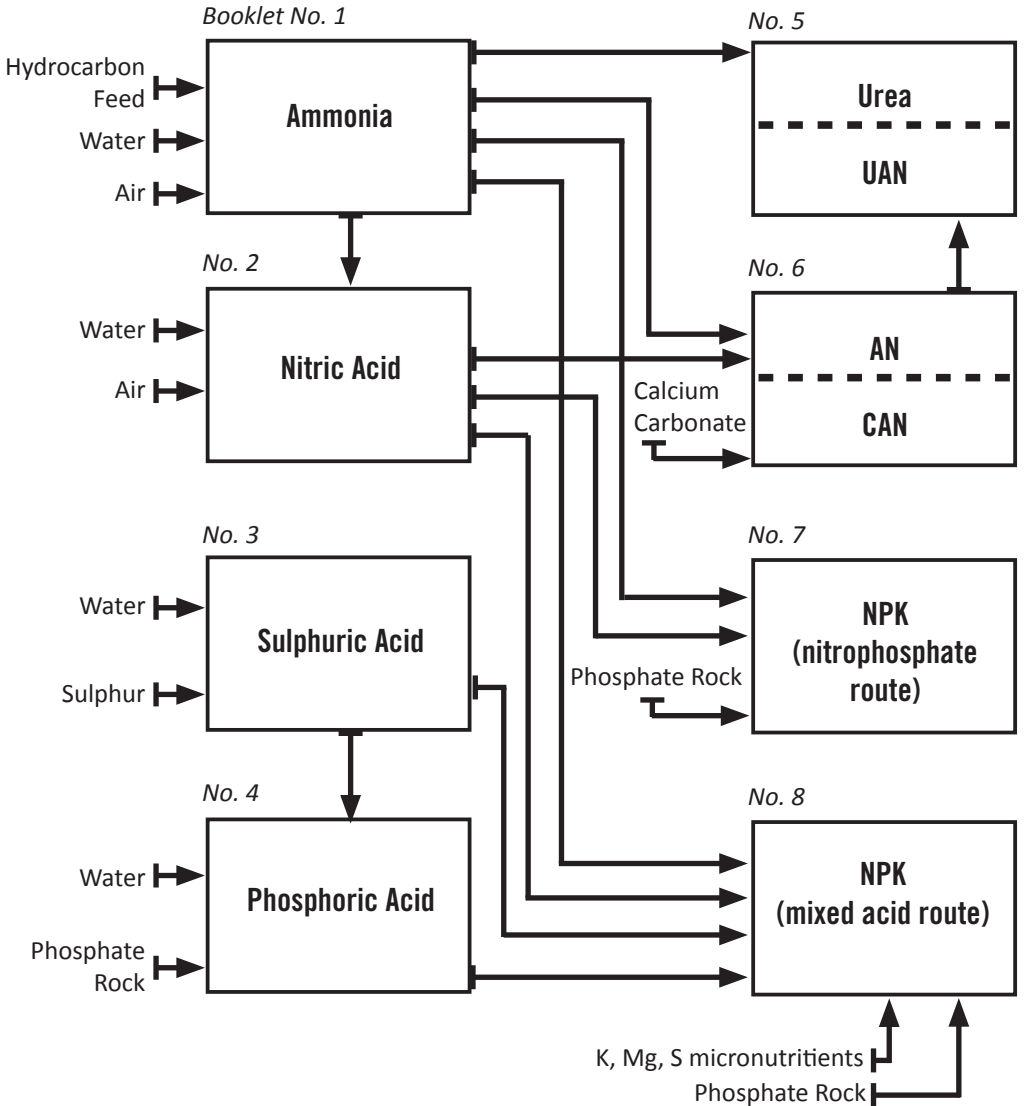 Booklet No. 1
Hydrocarbon
Feed
Water
Air
Ammonia
No. 2
Water
Air
Nitric Acid
No. 3
Water
Sulphur
Sulphuric Acid
No. 4
Water
Phosphate
Rock
Phosphoric Acid
No. 5
Urea
UAN
No. 6
AN
CAN
Calcium
Carbonate
No. 7
NPK
(nitrophosphate
route)
Phosphate Rock
No. 8
NPK
(mixed acid route)
K, Mg, S micronutritients
Phosphate Rock